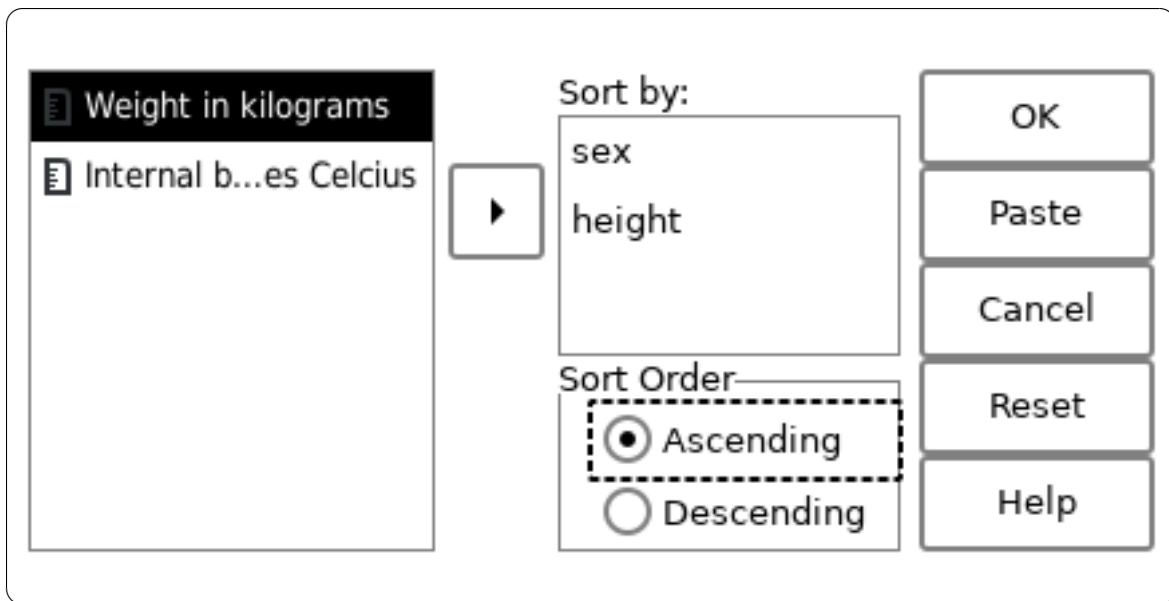 Weight in kilograms
Internal b...es Celcius
Sort by:
sex
height
Sort Order
Ascending
Descending
OK
Paste
Cancel
Reset
Help